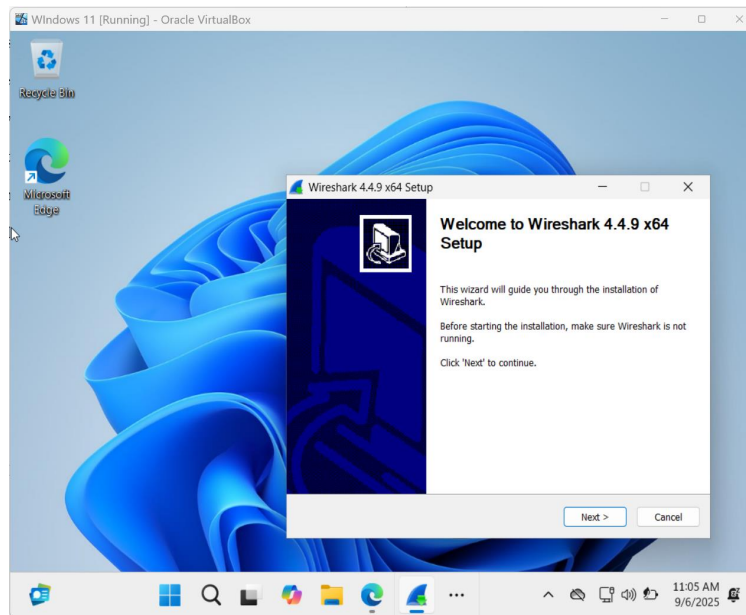 WIndows 11 [Running] - Oracle VirtualBox
Recycle Bin
Microsoft
Edge
Wireshark 4.4.9 x64 Setup
Welcome to Wireshark 4.4.9 x64
Setup
This wizard will guide you through the installation of
Wireshark.
Before starting the installation, make sure Wireshark is not
running.
Click 'Next' to continue.
Next >
Cancel
11:05 AM
9/6/2025